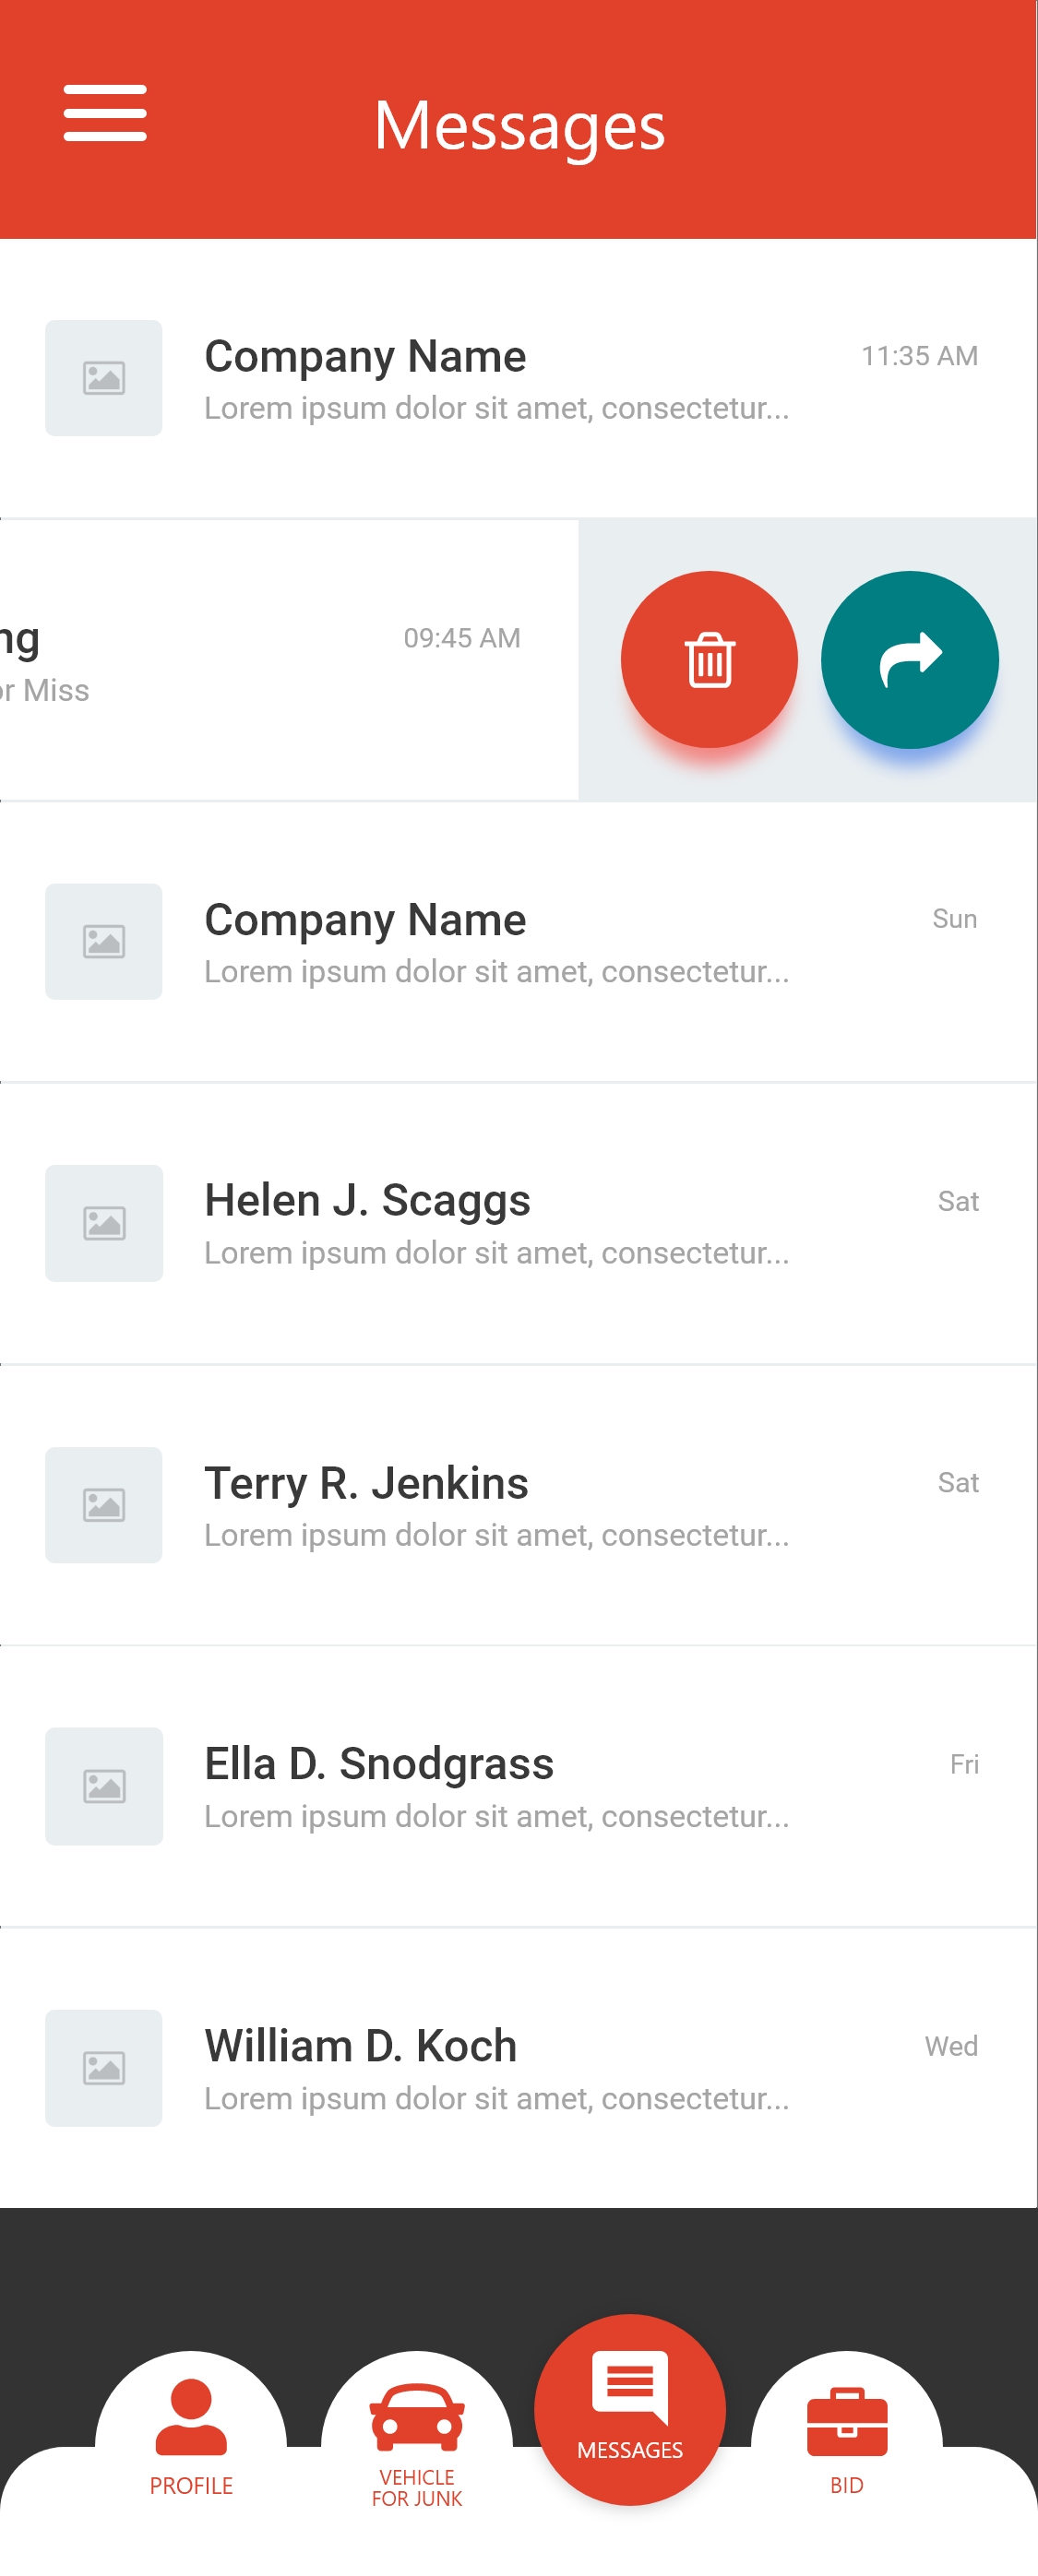 Messages
Company Name
11:35 AM
Lorem ipsum dolor sit amet, consectetur...
ng
09:45 AM
or Miss
Company Name
Sun
Lorem ipsum dolor sit amet, consectetur...
Helen J. Scaggs
Sat
Lorem ipsum dolor sit amet, consectetur...
Terry R. Jenkins
Sat
Lorem ipsum dolor sit amet, consectetur...
Ella D. Snodgrass
Fri
Lorem ipsum dolor sit amet, consectetur...
William D. Koch
Wed
Lorem ipsum dolor sit amet, consectetur...
PROFILE
VEHICLE
FOR JUNK
MESSAGES
BID